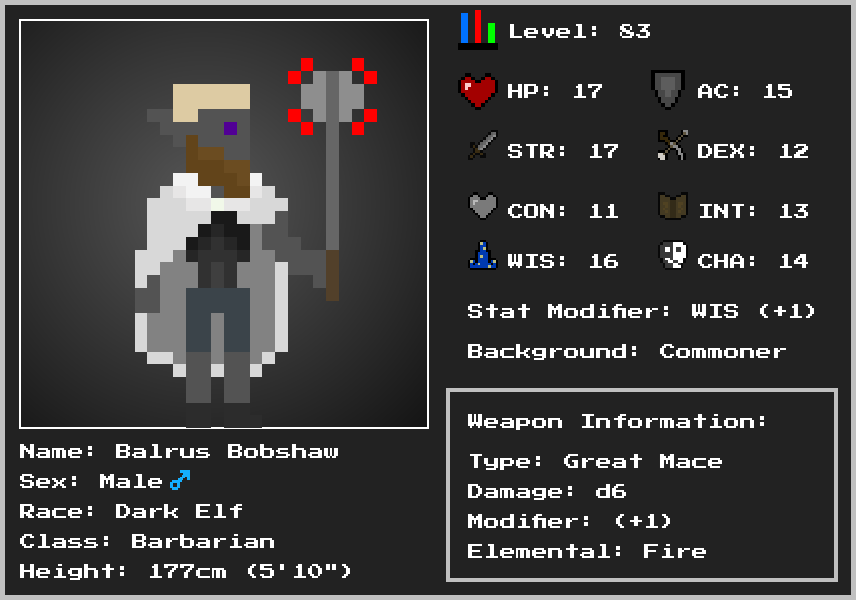 Level: 83
HP: 17 AC: 15
STR: 17 DEX: 12
CON: 11 INT: 13
WIS: 16 CHA: 14
Stat Modifier: WIS (+1)
Background: Commoner
Weapon Information:
Type: Great Mace
Damage: d6
Modifier: (+1)
Elemental: Fire
Name: Balrus Bobshaw
Sex: Male ♂
Race: Dark Elf
Class: Barbarian
Height: 177cm (5'10")